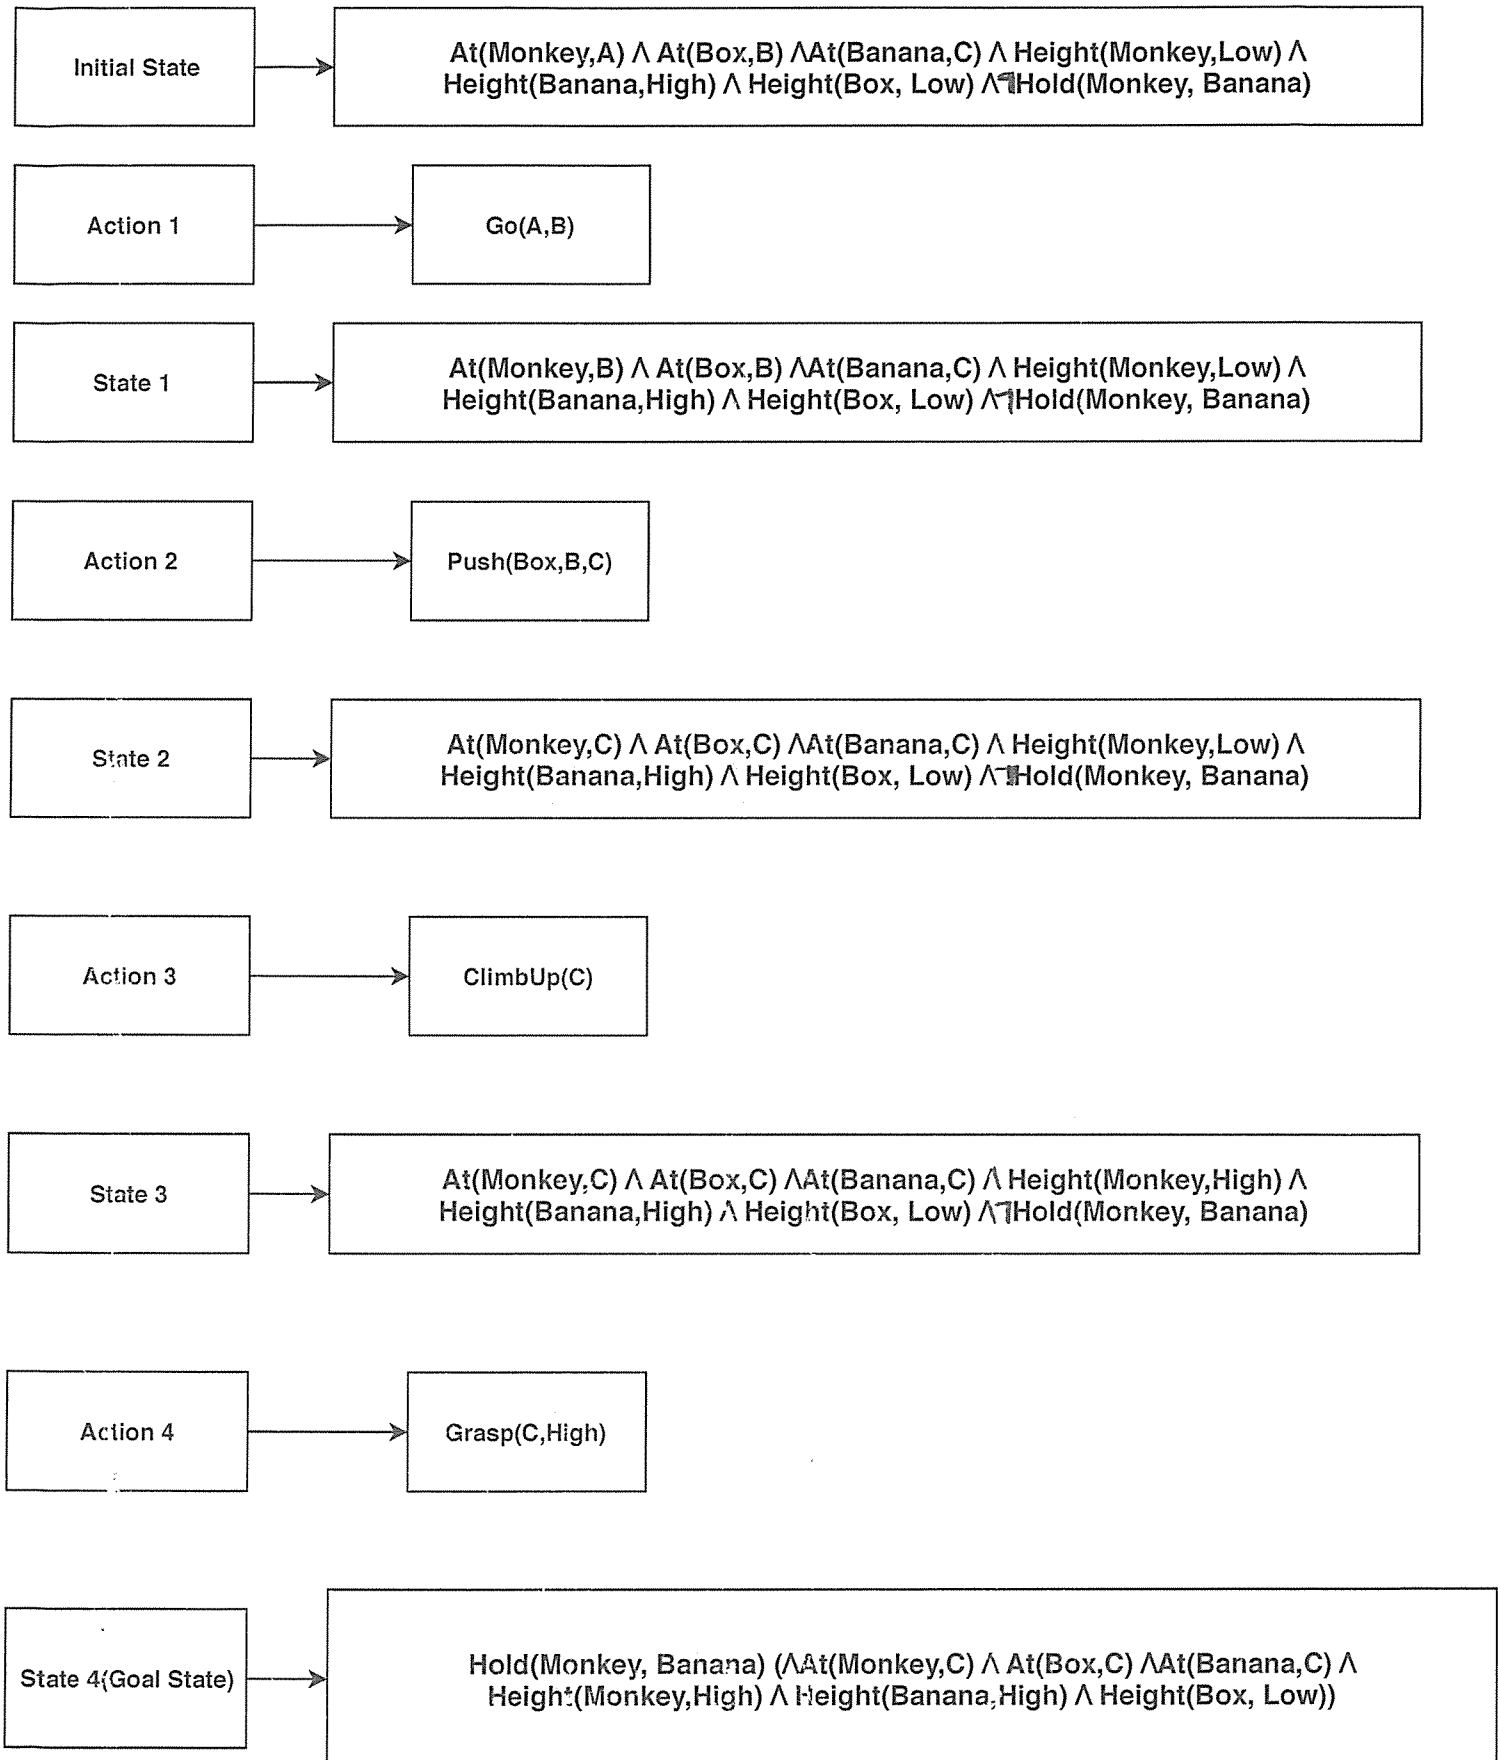 Initial State
At(Monkey,A) Λ At(Box,B) ΛAt(Banana,C) Λ Height(Monkey,Low) Λ
Height(Banana,High) Λ Height(Box, Low) Λ¬Hold(Monkey, Banana)
Action 1
Go(A,B)
State 1
At(Monkey,B) Λ At(Box,B) ΛAt(Banana,C) Λ Height(Monkey,Low) Λ
Height(Banana,High) Λ Height(Box, Low) Λ¬Hold(Monkey, Banana)
Action 2
Push(Box,B,C)
State 2
At(Monkey,C) Λ At(Box,C) ΛAt(Banana,C) Λ Height(Monkey,Low) Λ
Height(Banana,High) Λ Height(Box, Low) Λ¬Hold(Monkey, Banana)
Action 3
ClimbUp(C)
State 3
At(Monkey,C) Λ At(Box,C) ΛAt(Banana,C) Λ Height(Monkey,High) Λ
Height(Banana,High) Λ Height(Box, Low) Λ¬Hold(Monkey, Banana)
Action 4
Grasp(C,High)
State 4(Goal State)
Hold(Monkey, Banana) (ΛAt(Monkey,C) Λ At(Box,C) ΛAt(Banana,C) Λ
Height(Monkey,High) Λ Height(Banana,High) Λ Height(Box, Low))